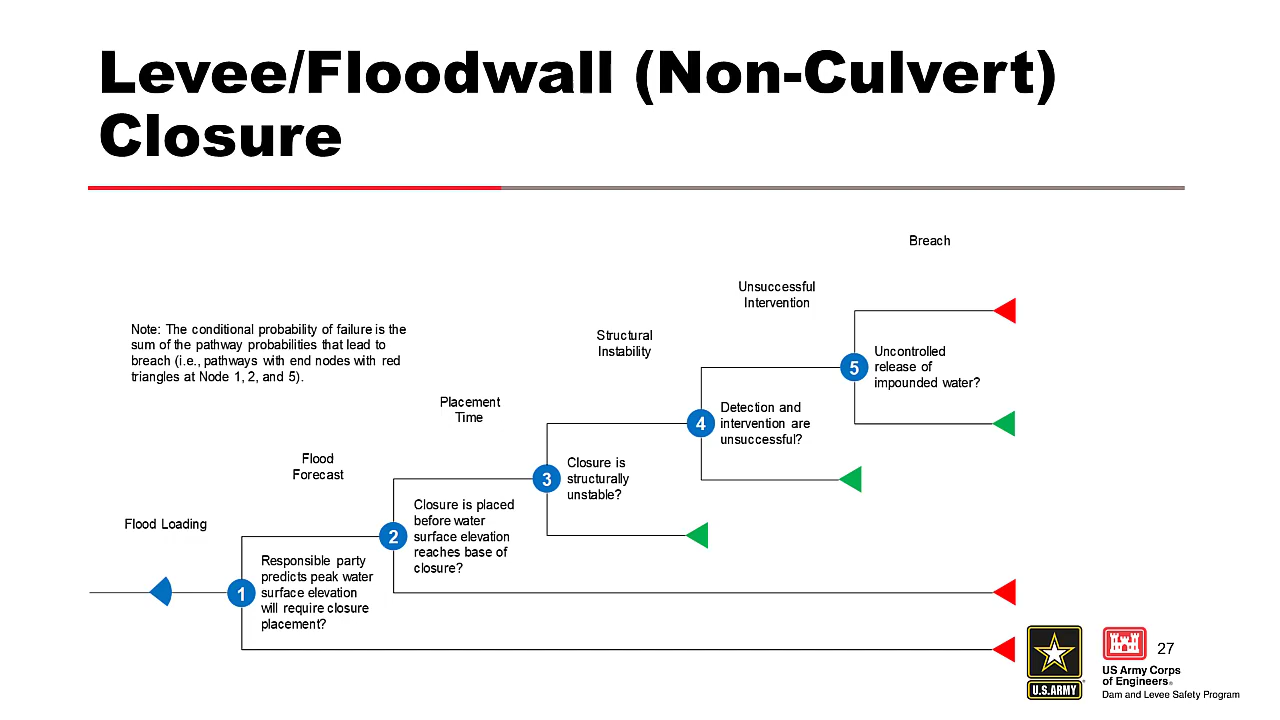 Levee/Floodwall (Non-Culvert)
Closure
Breach
Unsuccessful
Intervention
Note: The conditional probability of failure is the
sum of the pathway probabilities that lead to
breach (i.e., pathways with end nodes with red
triangles at Node 1, 2, and 5).
Structural
Instability
5
Uncontrolled
release of
impounded water?
Placement
Time
4
Detection and
intervention are
unsuccessful?
Flood
Forecast
3
Closure is
structurally
unstable?
Flood Loading
2
Closure is placed
before water
surface elevation
reaches base of
closure?
1
Responsible party
predicts peak water
surface elevation
will require closure
placement?
U.S.ARMY
27
US Army Corps
of Engineers®
Dam and Levee Safety Program